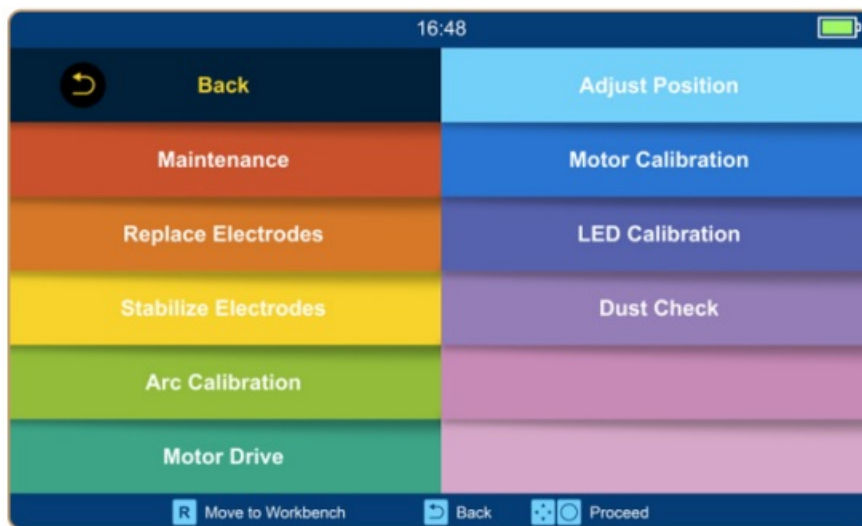 16:48
Back
Adjust Position
Maintenance
Motor Calibration
Replace Electrodes
LED Calibration
Stabilize Electrodes
Dust Check
Arc Calibration
Motor Drive
R Move to Workbench Back Proceed